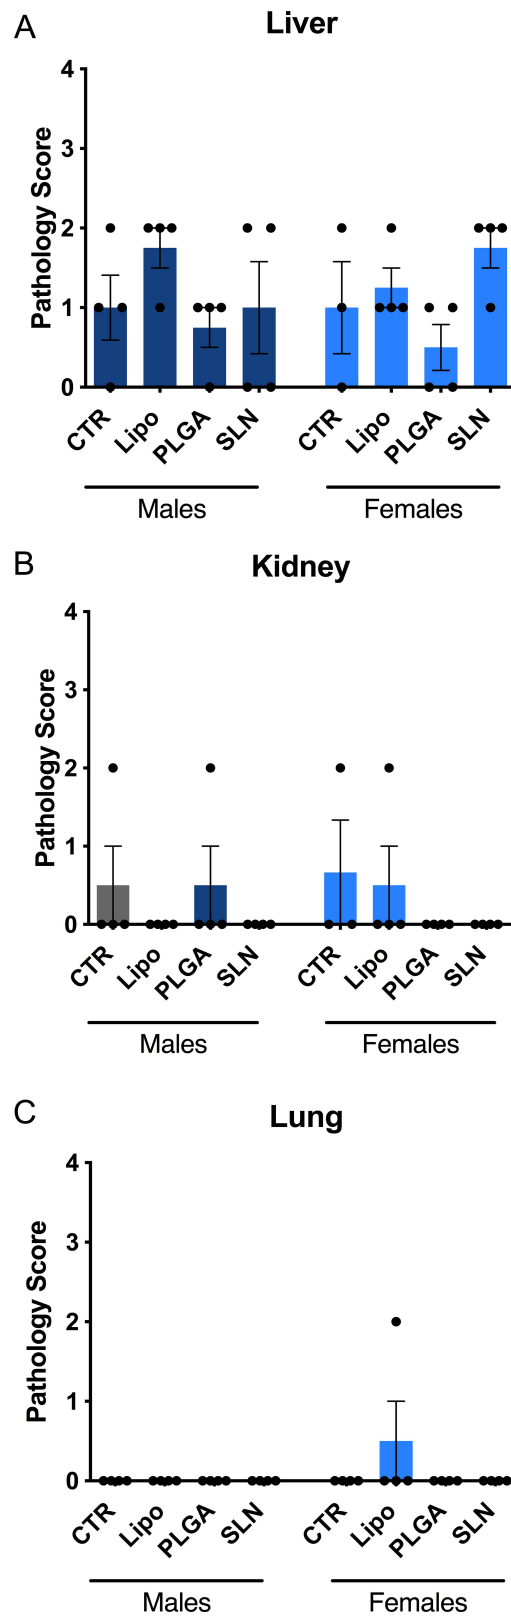 A
Liver
Pathology Score
4
3
2
1
0
CTR
Lipo
PLGA
SLN
CTR
Lipo
PLGA
SLN
Males
Females
B
Kidney
Pathology Score
4
3
2
1
0
CTR
Lipo
PLGA
SLN
CTR
Lipo
PLGA
SLN
Males
Females
C
Lung
Pathology Score
4
3
2
1
0
CTR
Lipo
PLGA
SLN
CTR
Lipo
PLGA
SLN
Males
Females